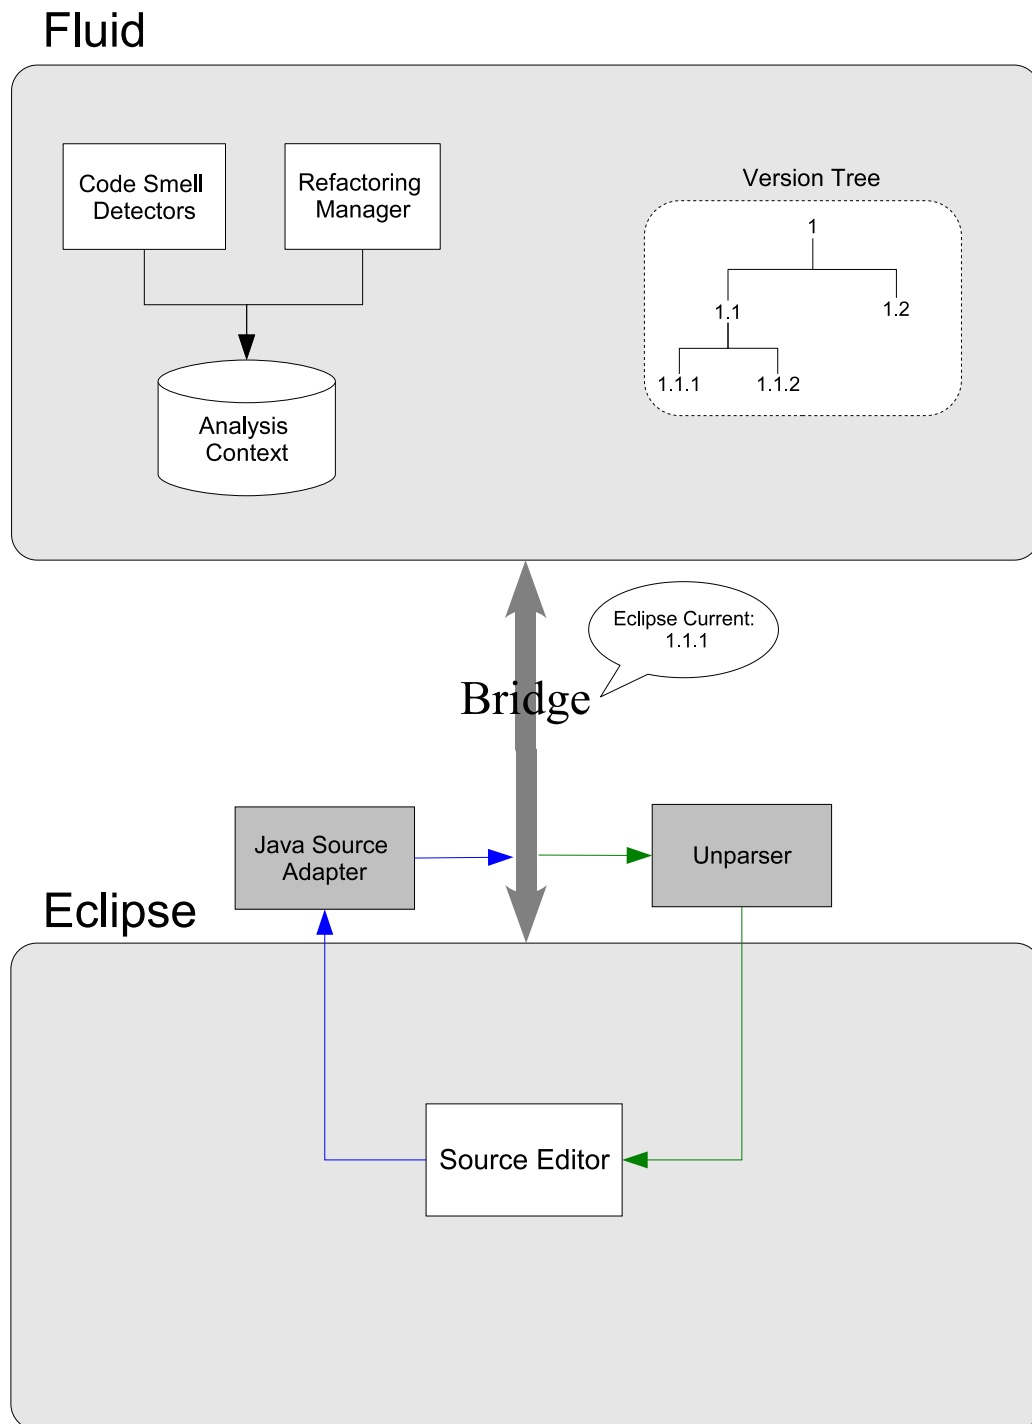 Fluid
Code Smell
Detectors
Refactoring
Manager
Version Tree
1
1.1
1.2
1.1.1
1.1.2
Analysis
Context
Eclipse Current:
1.1.1
Bridge
Java Source
Adapter
Unparser
Eclipse
Source Editor